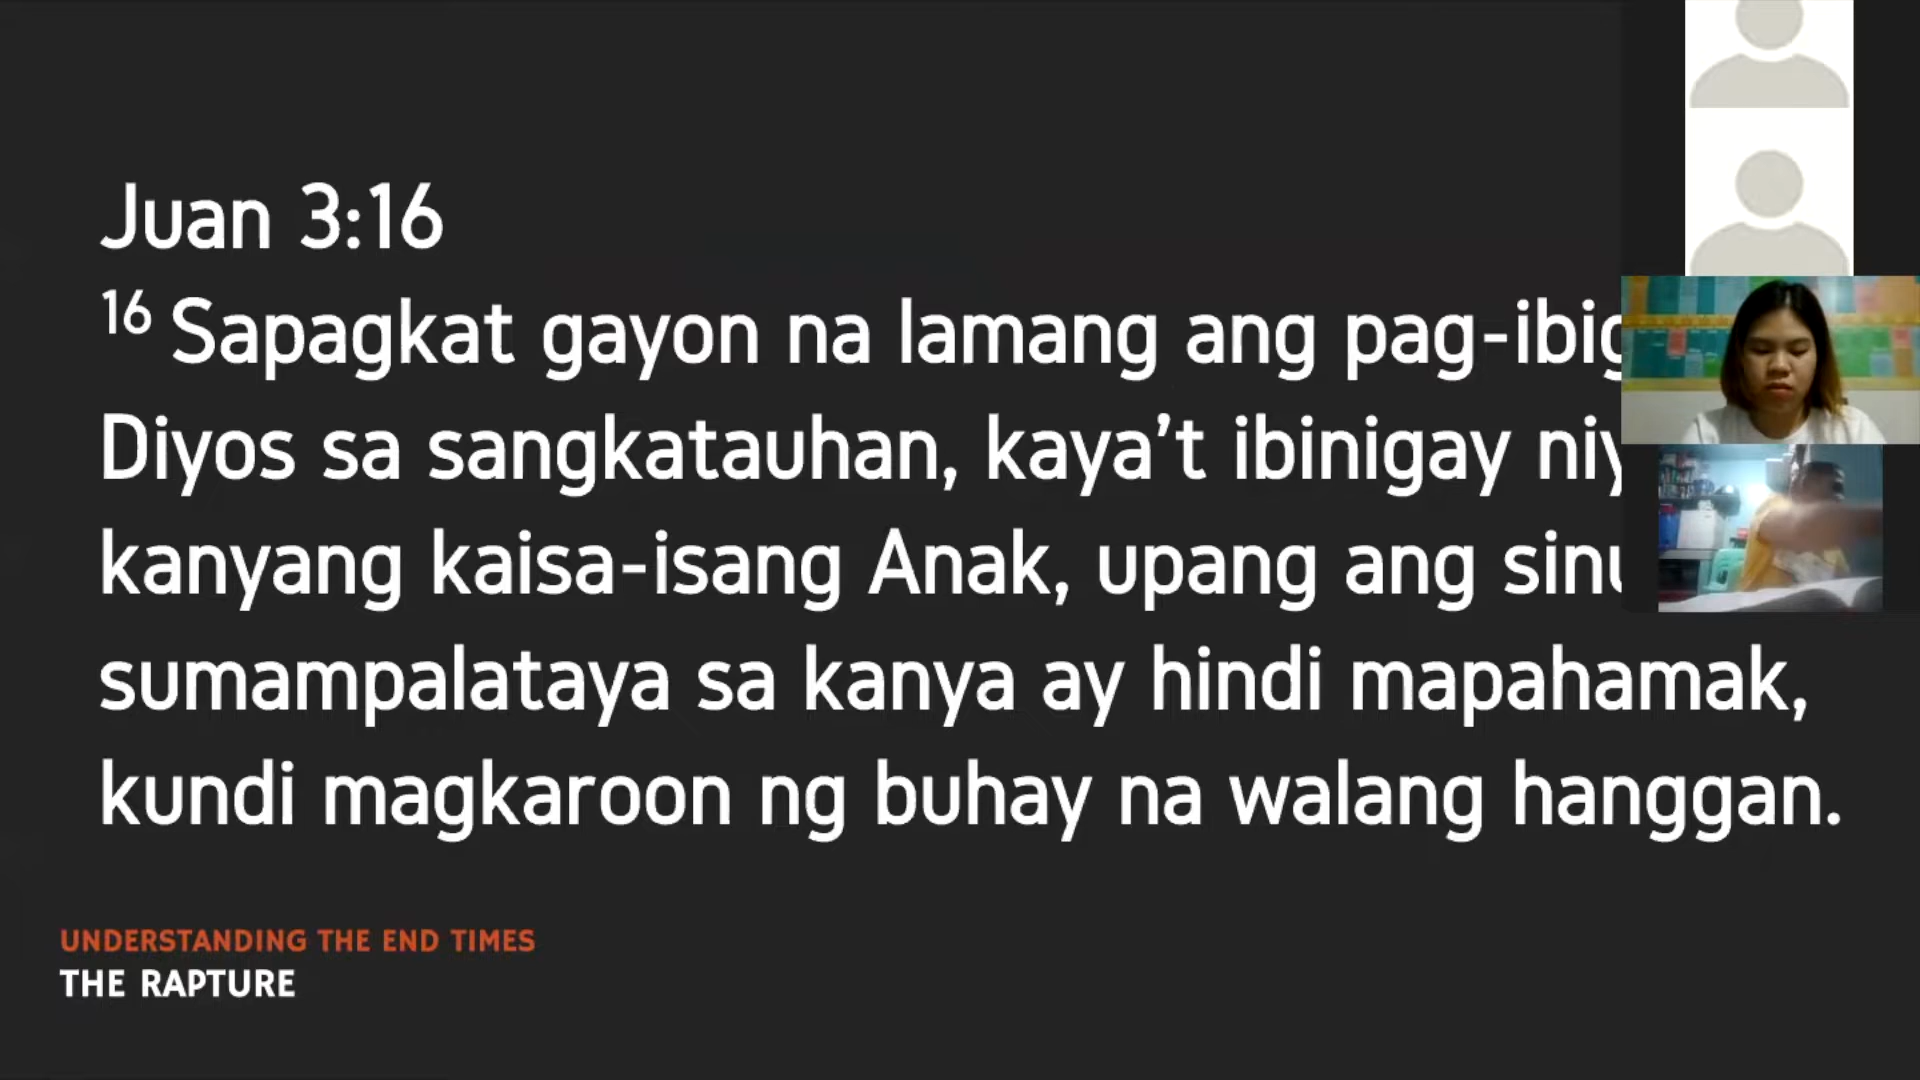 Juan 3:16
16 Sapagkat gayon na lamang ang
Diyos sa sangkatauhan, kaya't ibinigay
kanyang kaisa-isang Anak, upang ang
sumampalataya sa kanya ay hindi mapahamak,
kundi magkaroon ng buhay na walang hanggan.
UNDERSTANDING THE END TIMES
THE RAPTURE